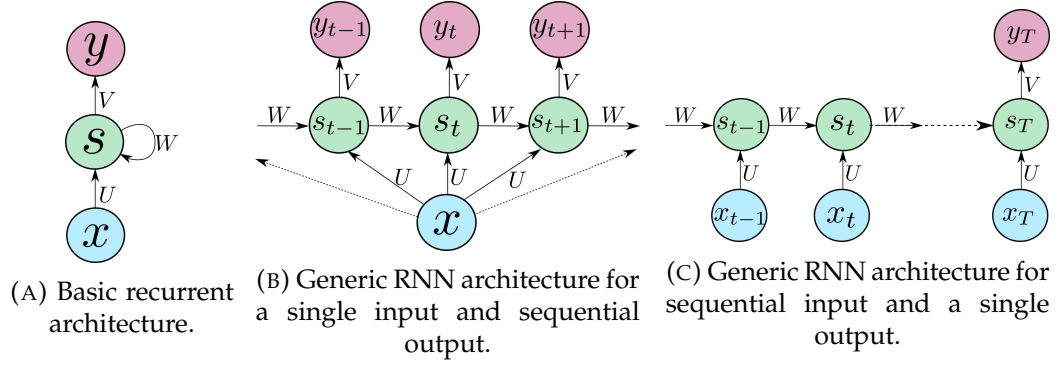 y
V
s
W
U
x
(A) Basic recurrent
architecture.
y_{t−1} y_t y_{t+1}
V V V
W W W W
s_{t−1} s_t s_{t+1}
U U U
x
(B) Generic RNN architecture for
a single input and sequential
output.
y_T
V
W W W
s_{t−1} s_t s_T
U U U
x_{t−1} x_t x_T
(C) Generic RNN architecture for
sequential input and a single
output.